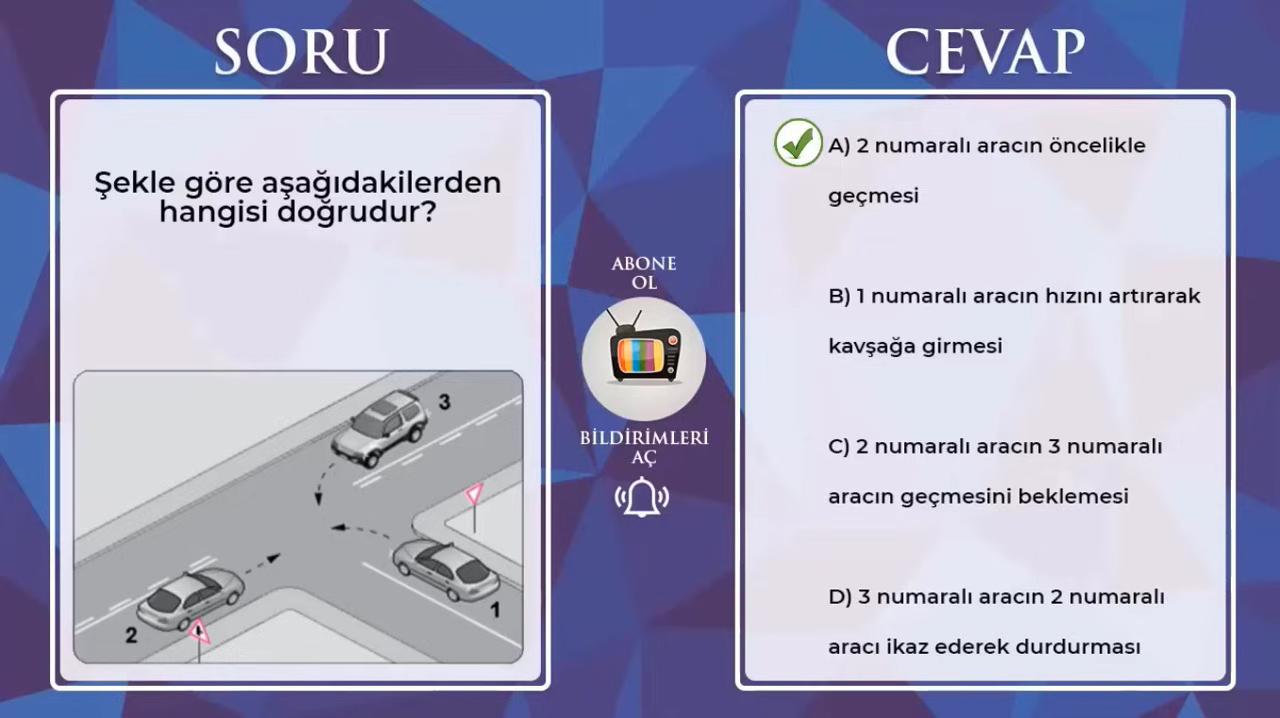 SORU
Şekle göre aşağıdakilerden
hangisi doğrudur?
3
1
2
ABONE
OL
BİLDİRİMLERİ
AÇ
CEVAP
A) 2 numaralı aracın öncelikle
geçmesi
B) 1 numaralı aracın hızını artırarak
kavşağa girmesi
C) 2 numaralı aracın 3 numaralı
aracın geçmesini beklemesi
D) 3 numaralı aracın 2 numaralı
aracı ikaz ederek durdurması